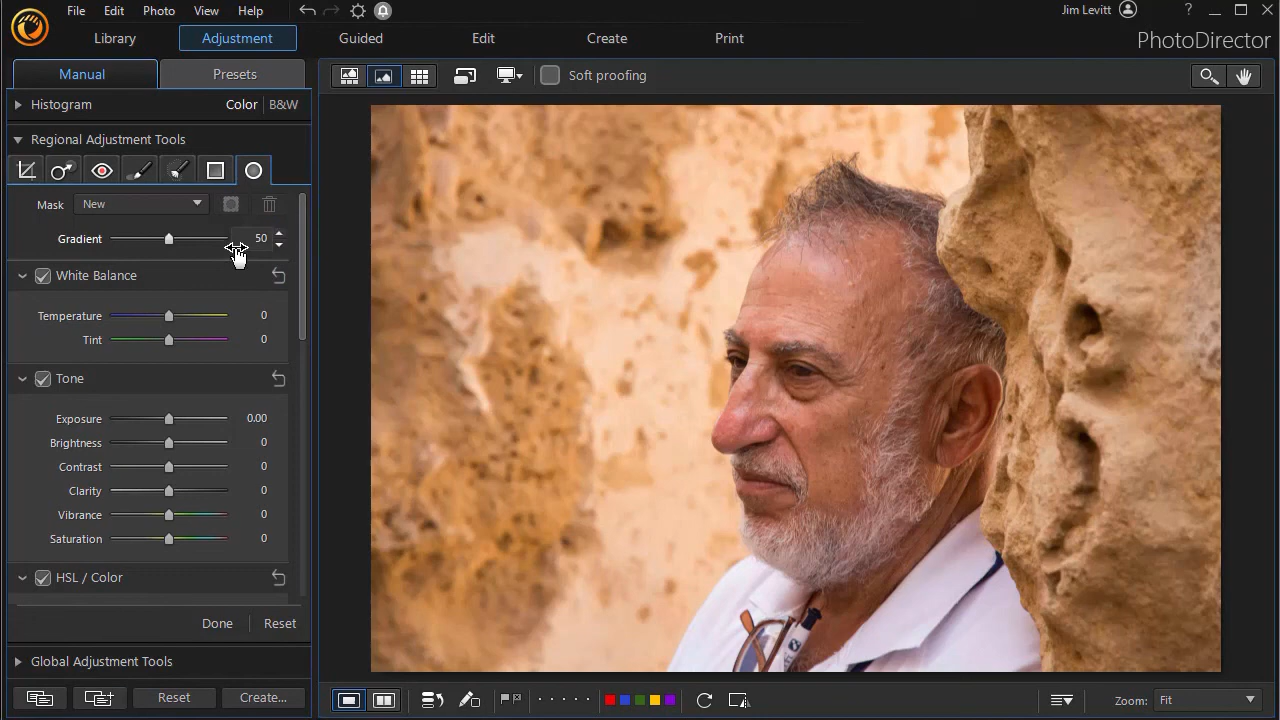 File Edit Photo View Help Jim Levitt ?
Library Adjustment Guided Edit Create Print PhotoDirector
Manual Presets Soft proofing
Histogram Color B&W
Regional Adjustment Tools
Mask New
Gradient 50
White Balance
Temperature 0
Tint 0
Tone
Exposure 0.00
Brightness 0
Contrast 0
Clarity 0
Vibrance 0
Saturation 0
HSL / Color
Done Reset
Global Adjustment Tools
Reset Create... Zoom: Fit